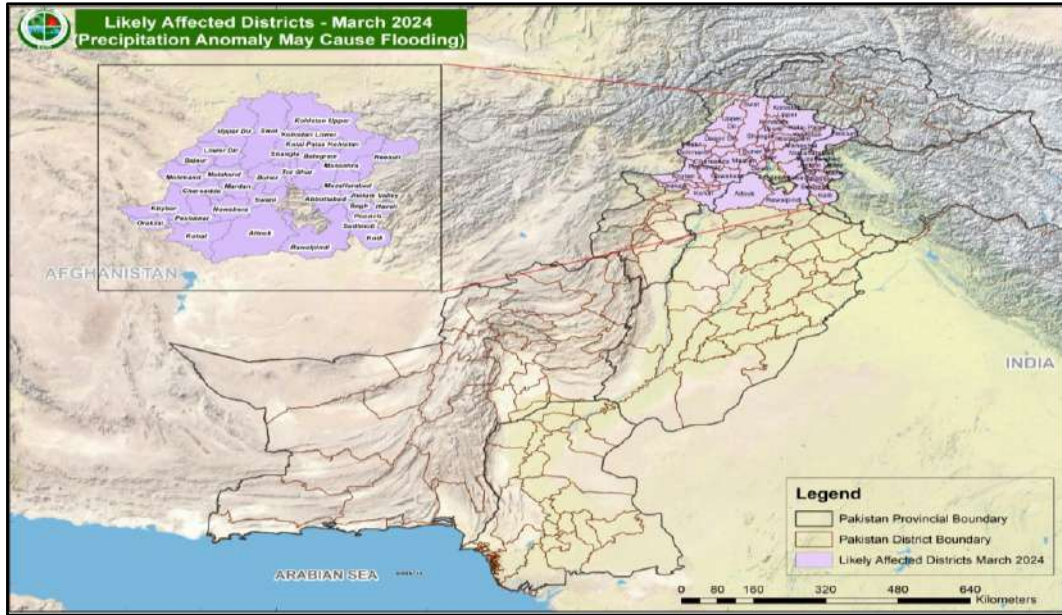 Likely Affected Districts - March 2024
(Precipitation Anomaly May Cause Flooding)
Kohistan Upper
Upper Dir
Swat
Kohistan Lower
Lower Dir
Kolai Palas Kohistan
Bajaur
Shangla
Batagram
Neelum
Mohmand
Malakand
Buner
Tor Ghar
Mansehra
Charsadda
Mardan
Muzaffarabad
Khyber
Nowshera
Swabi
Abbottabad
Jhelum Valley
Orakzai
Peshawar
Bagh
Haveli
Poonch
Kohat
Attock
Sudhnoti
Rawalpindi
Kotli
AFGHANISTAN
INDIA
ARABIAN SEA
Legend
Pakistan Provincial Boundary
Pakistan District Boundary
Likely Affected Districts March 2024
0 80 160 320 480 640
Kilometers